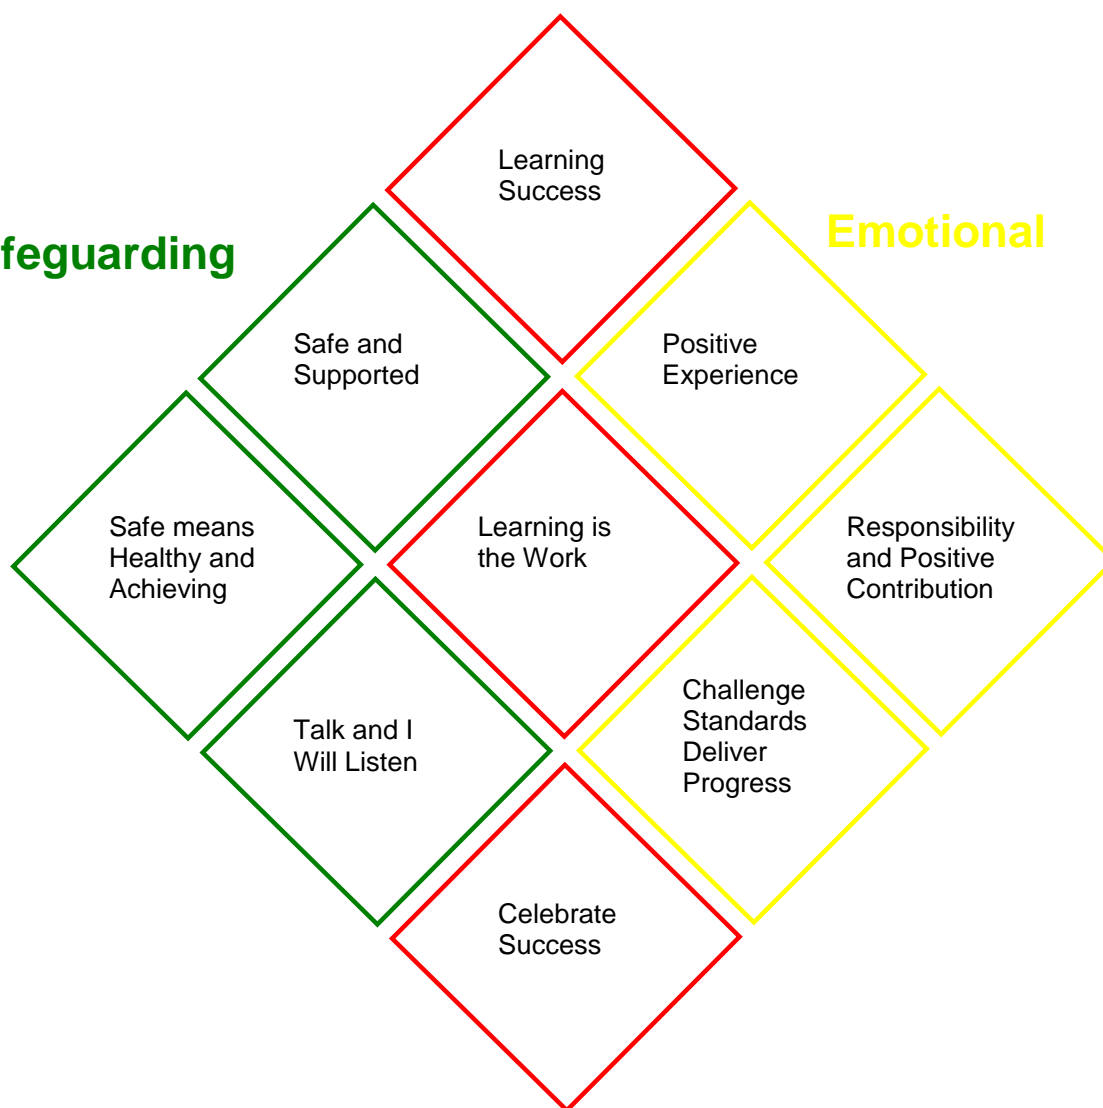 Learning
Success
feguarding
Emotional
Safe and
Supported
Positive
Experience
Safe means
Healthy and
Achieving
Learning is
the Work
Responsibility
and Positive
Contribution
Talk and I
Will Listen
Challenge
Standards
Deliver
Progress
Celebrate
Success